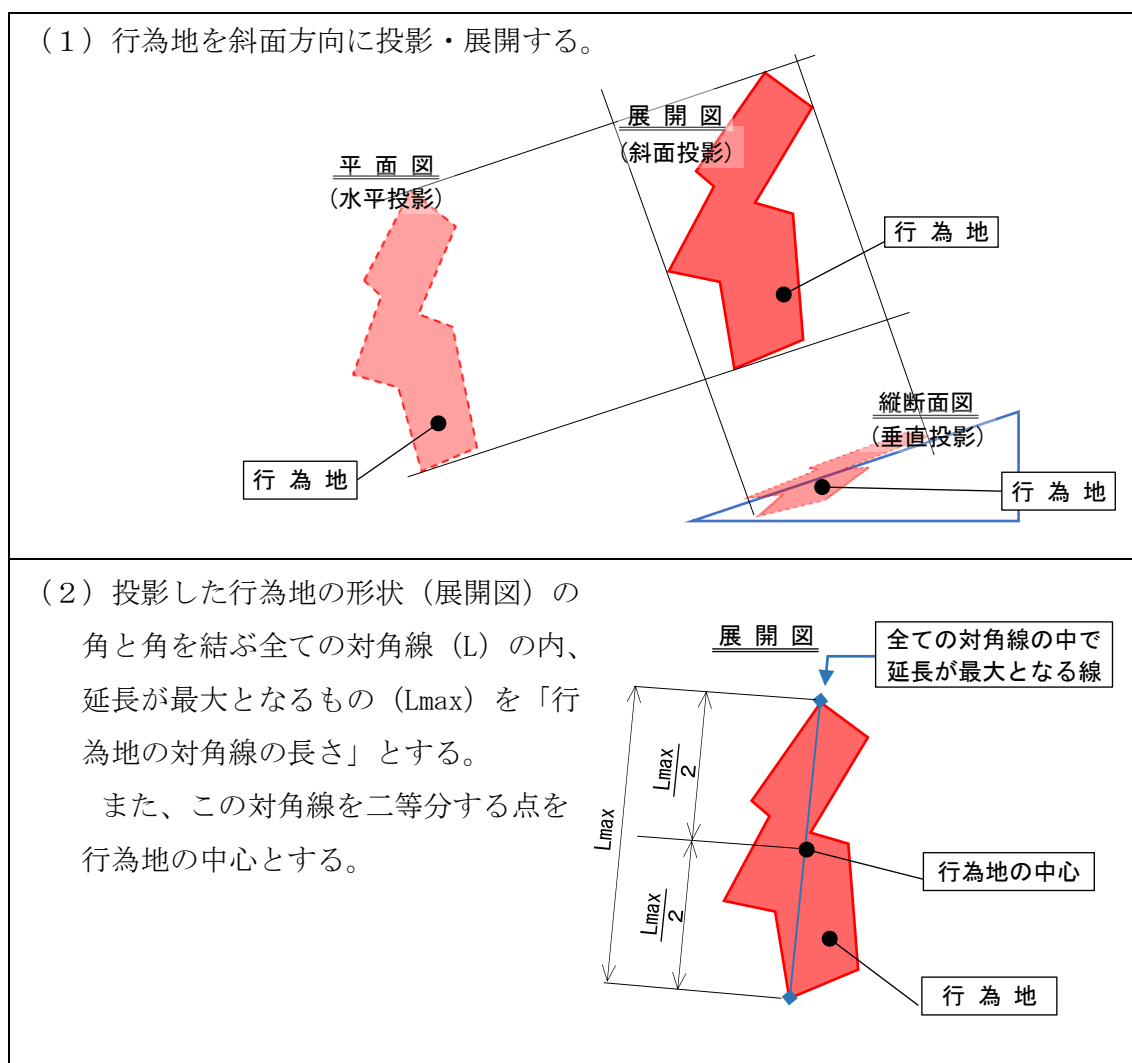 （１）行為地を斜面方向に投影・展開する。
展 開 図
（斜面投影）
平 面 図
（水平投影）
行 為 地
行 為 地
縦断面図
（垂直投影）
行 為 地
（２）投影した行為地の形状（展開図）の
角と角を結ぶ全ての対角線（L）の内、
延長が最大となるもの（Lmax）を「行
為地の対角線の長さ」とする。
また、この対角線を二等分する点を
行為地の中心とする。
展 開 図
全ての対角線の中で
延長が最大となる線
Lmax
2
Lmax
Lmax
2
行為地の中心
行 為 地